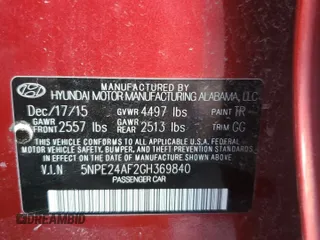 MANUFACTURED BY
HYUNDAI MOTOR MANUFACTURING ALABAMA, LLC
Dec/17/15 GVWR 4497 lbs PAINT TR
GAWR FRONT 2557 lbs GAWR REAR 2513 lbs TRIM GG
THIS VEHICLE CONFORMS TO ALL APPLICABLE U.S. FEDERAL
MOTOR VEHICLE SAFETY, BUMPER, AND THEFT
PREVENTION STANDARDS IN EFFECT ON THE DATE OF
MANUFACTURE SHOWN ABOVE.
V.I.N 5NPE24AF2GH369840
PASSENGER CAR
DREAMBID